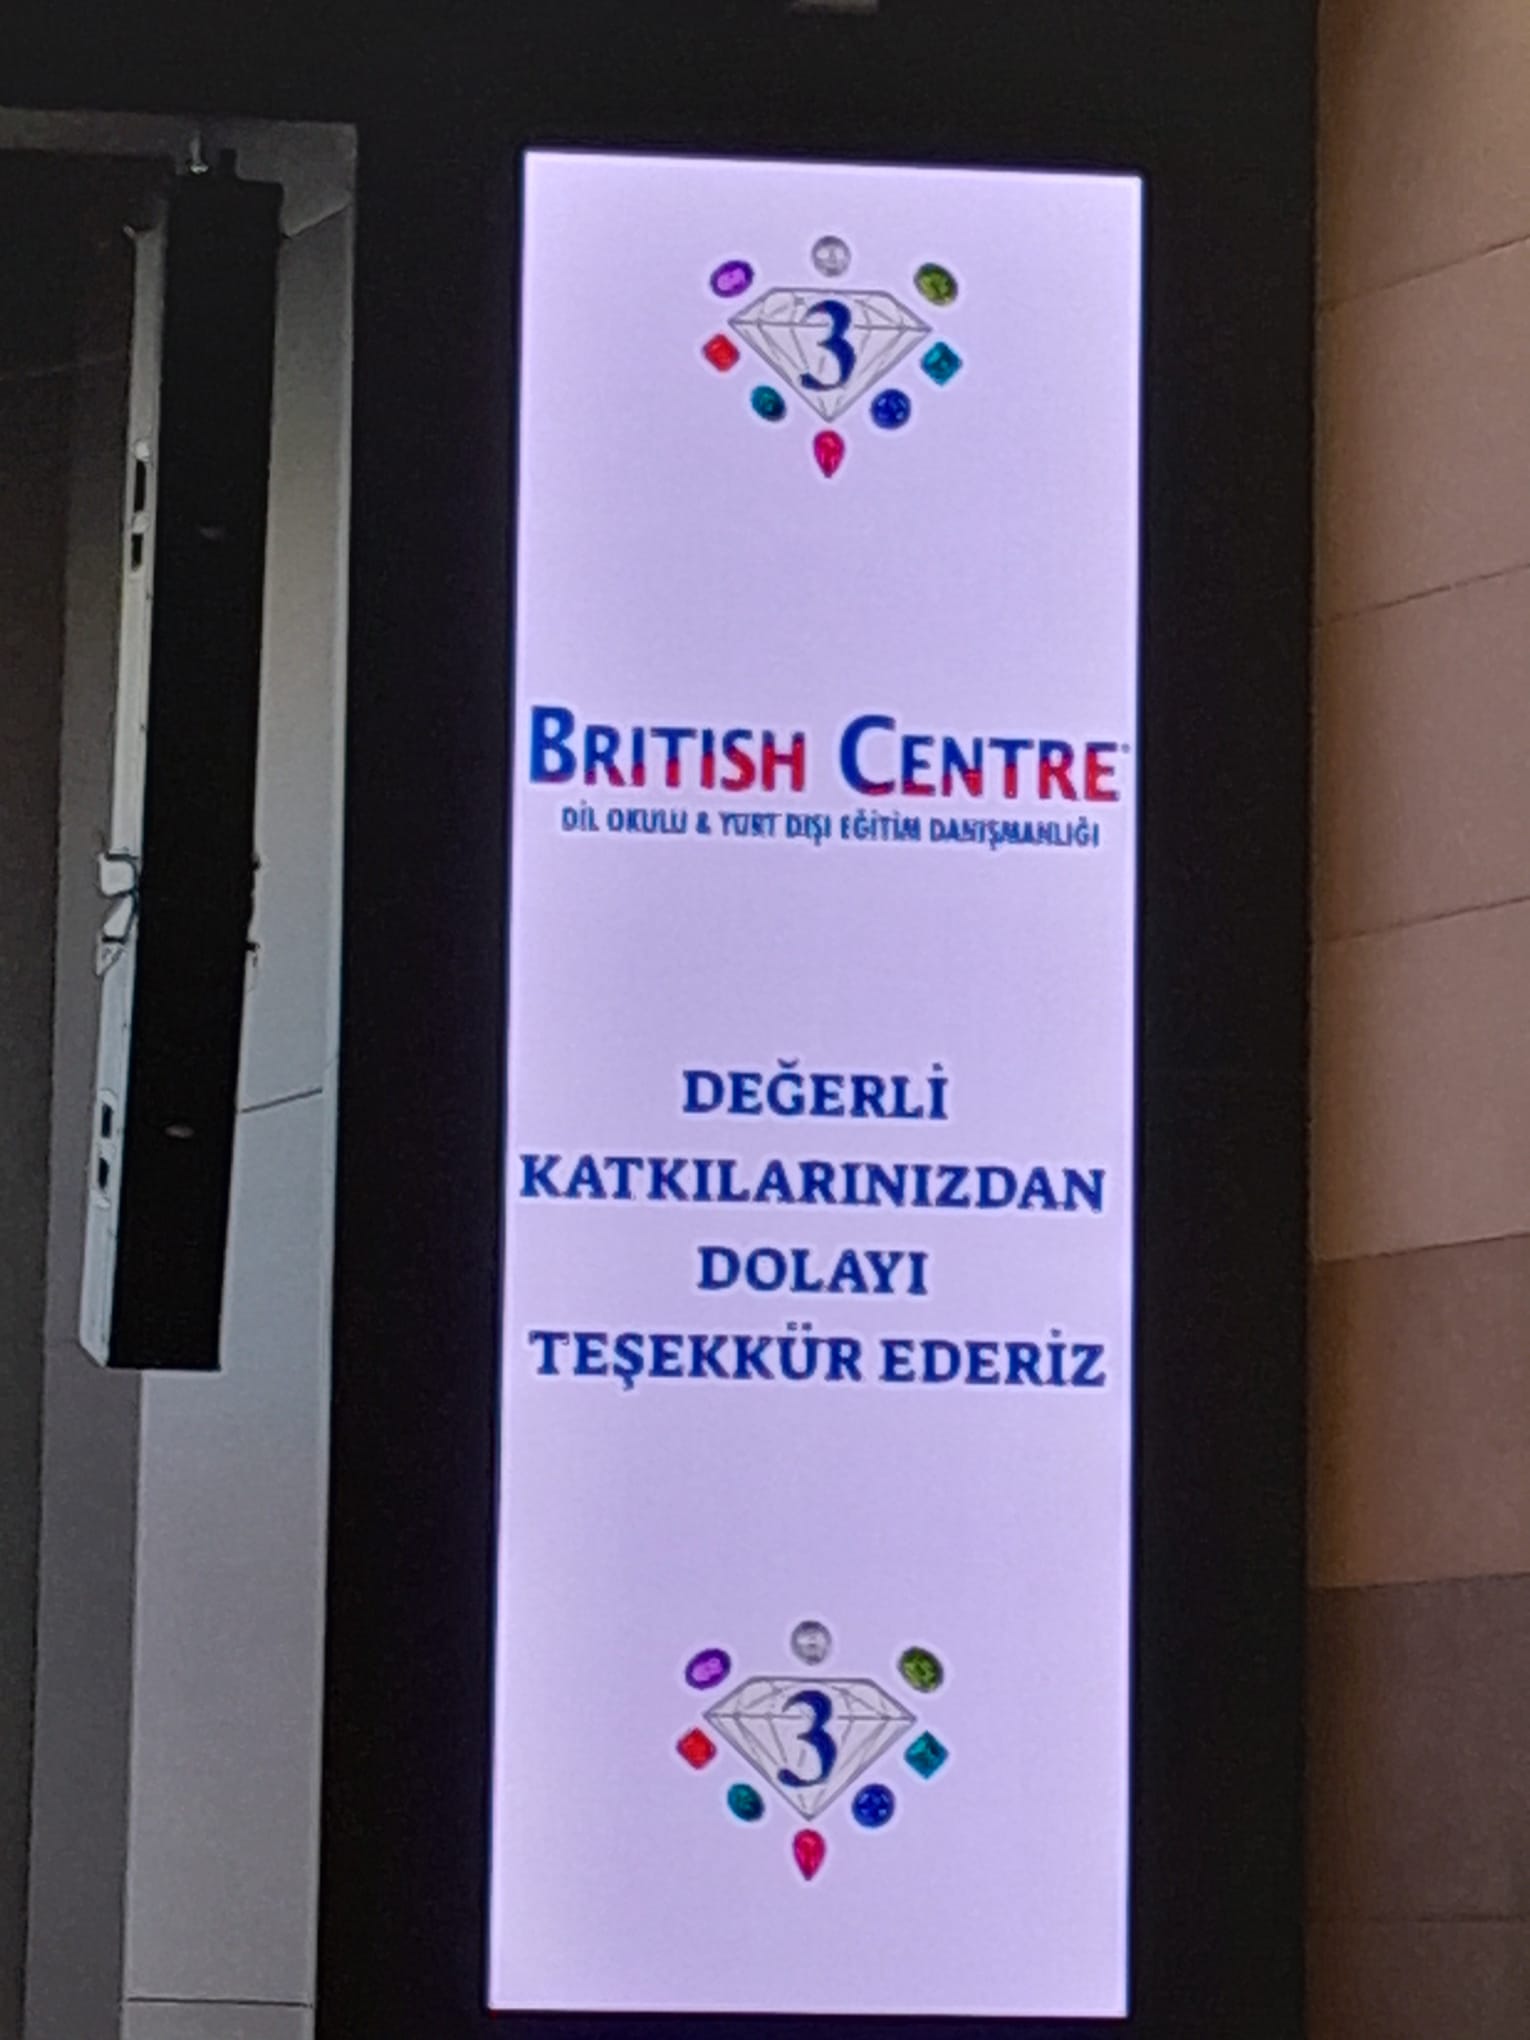 3
BRITISH CENTRE
DİL OKULU & YURT DIŞI EĞİTİM DANIŞMANLIĞI
DEĞERLİ
KATKILARINIZDAN
DOLAYI
TEŞEKKÜR EDERİZ
3